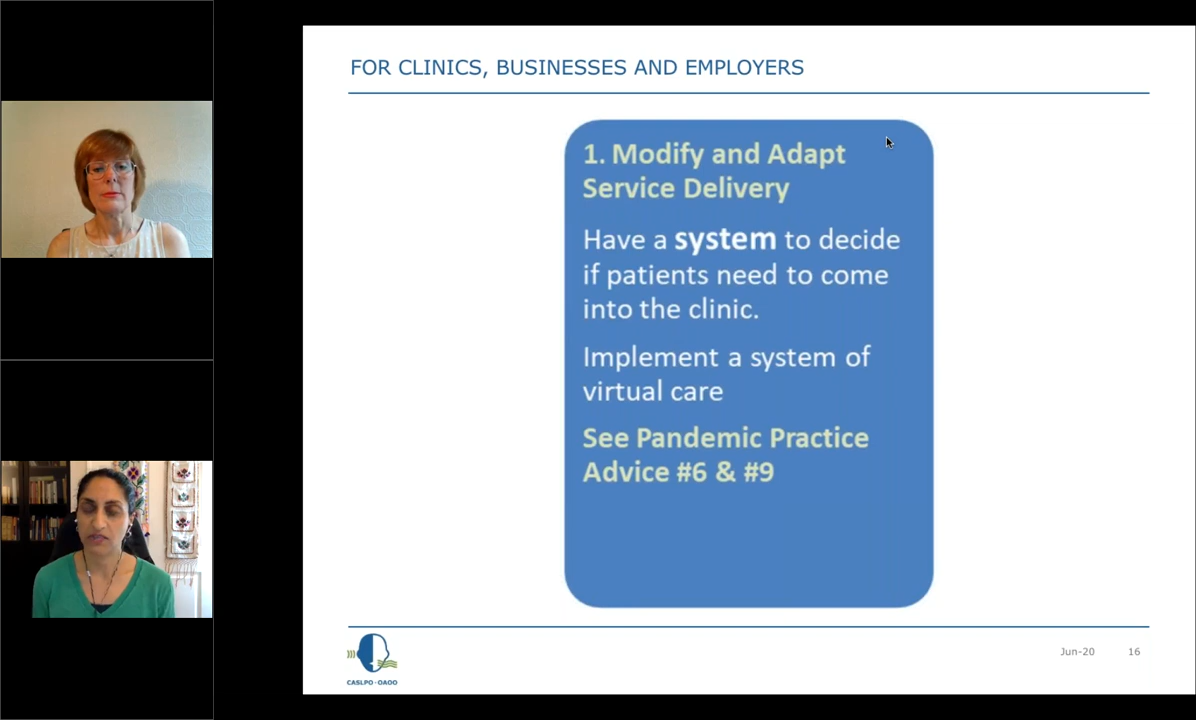 FOR CLINICS, BUSINESSES AND EMPLOYERS
1. Modify and Adapt
Service Delivery
Have a system to decide
if patients need to come
into the clinic.
Implement a system of
virtual care
See Pandemic Practice
Advice #6 & #9
CASLPO·OAOO
Jun-20 16